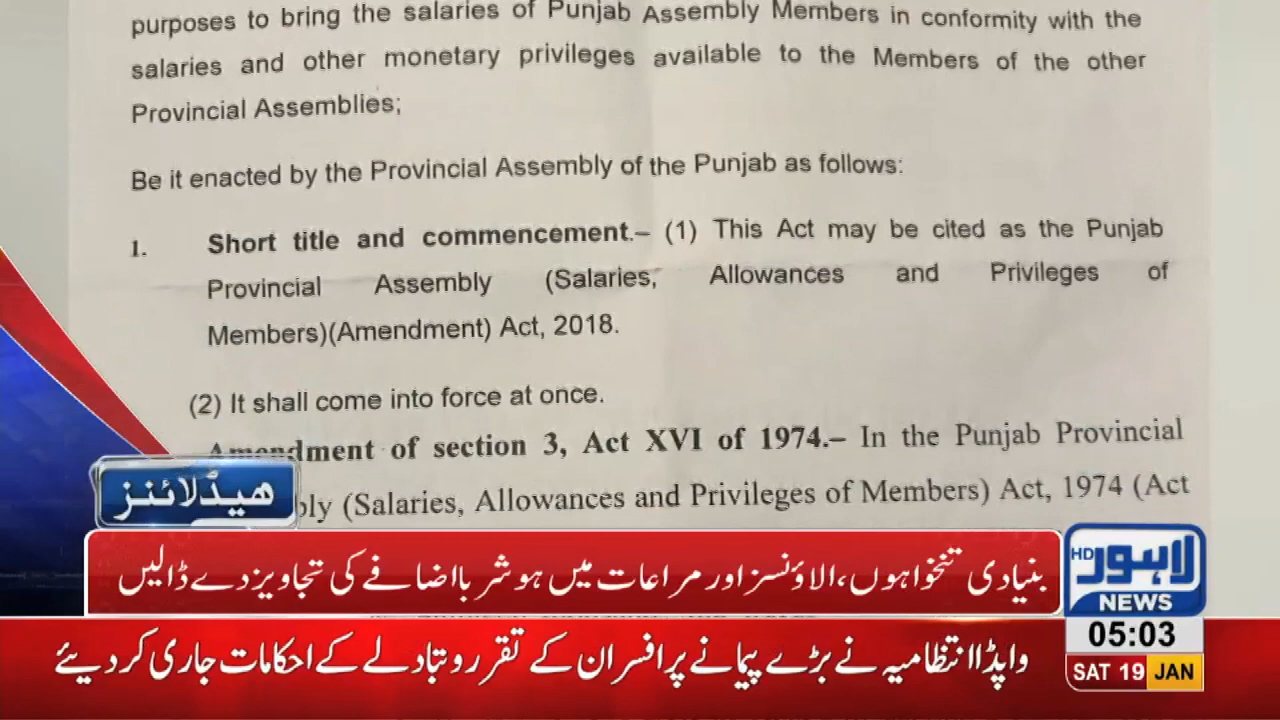 purposes to bring the salaries of Punjab Assembly Members in conformity with the
salaries and other monetary privileges available to the Members of the other
Provincial Assemblies;
Be it enacted by the Provincial Assembly of the Punjab as follows:
1. Short title and commencement.– (1) This Act may be cited as the Punjab
Provincial Assembly (Salaries, Allowances and Privileges of
Members)(Amendment) Act, 2018.
(2) It shall come into force at once.
Amendment of section 3, Act XVI of 1974.– In the Punjab Provincial
bly (Salaries, Allowances and Privileges of Members) Act, 1974 (Act
ھیڈلائنز
بنیادی تنخواہوں، الاؤنسز اور مراعات میں ہوشربا اضافے کی تجاویز دے ڈالیں
لاہور HD
NEWS
05:03
SAT 19 JAN
واپڈا انتظامیہ نے بڑے پیمانے پر افسران کے تقرر و تبادلے کے احکامات جاری کر دیئے